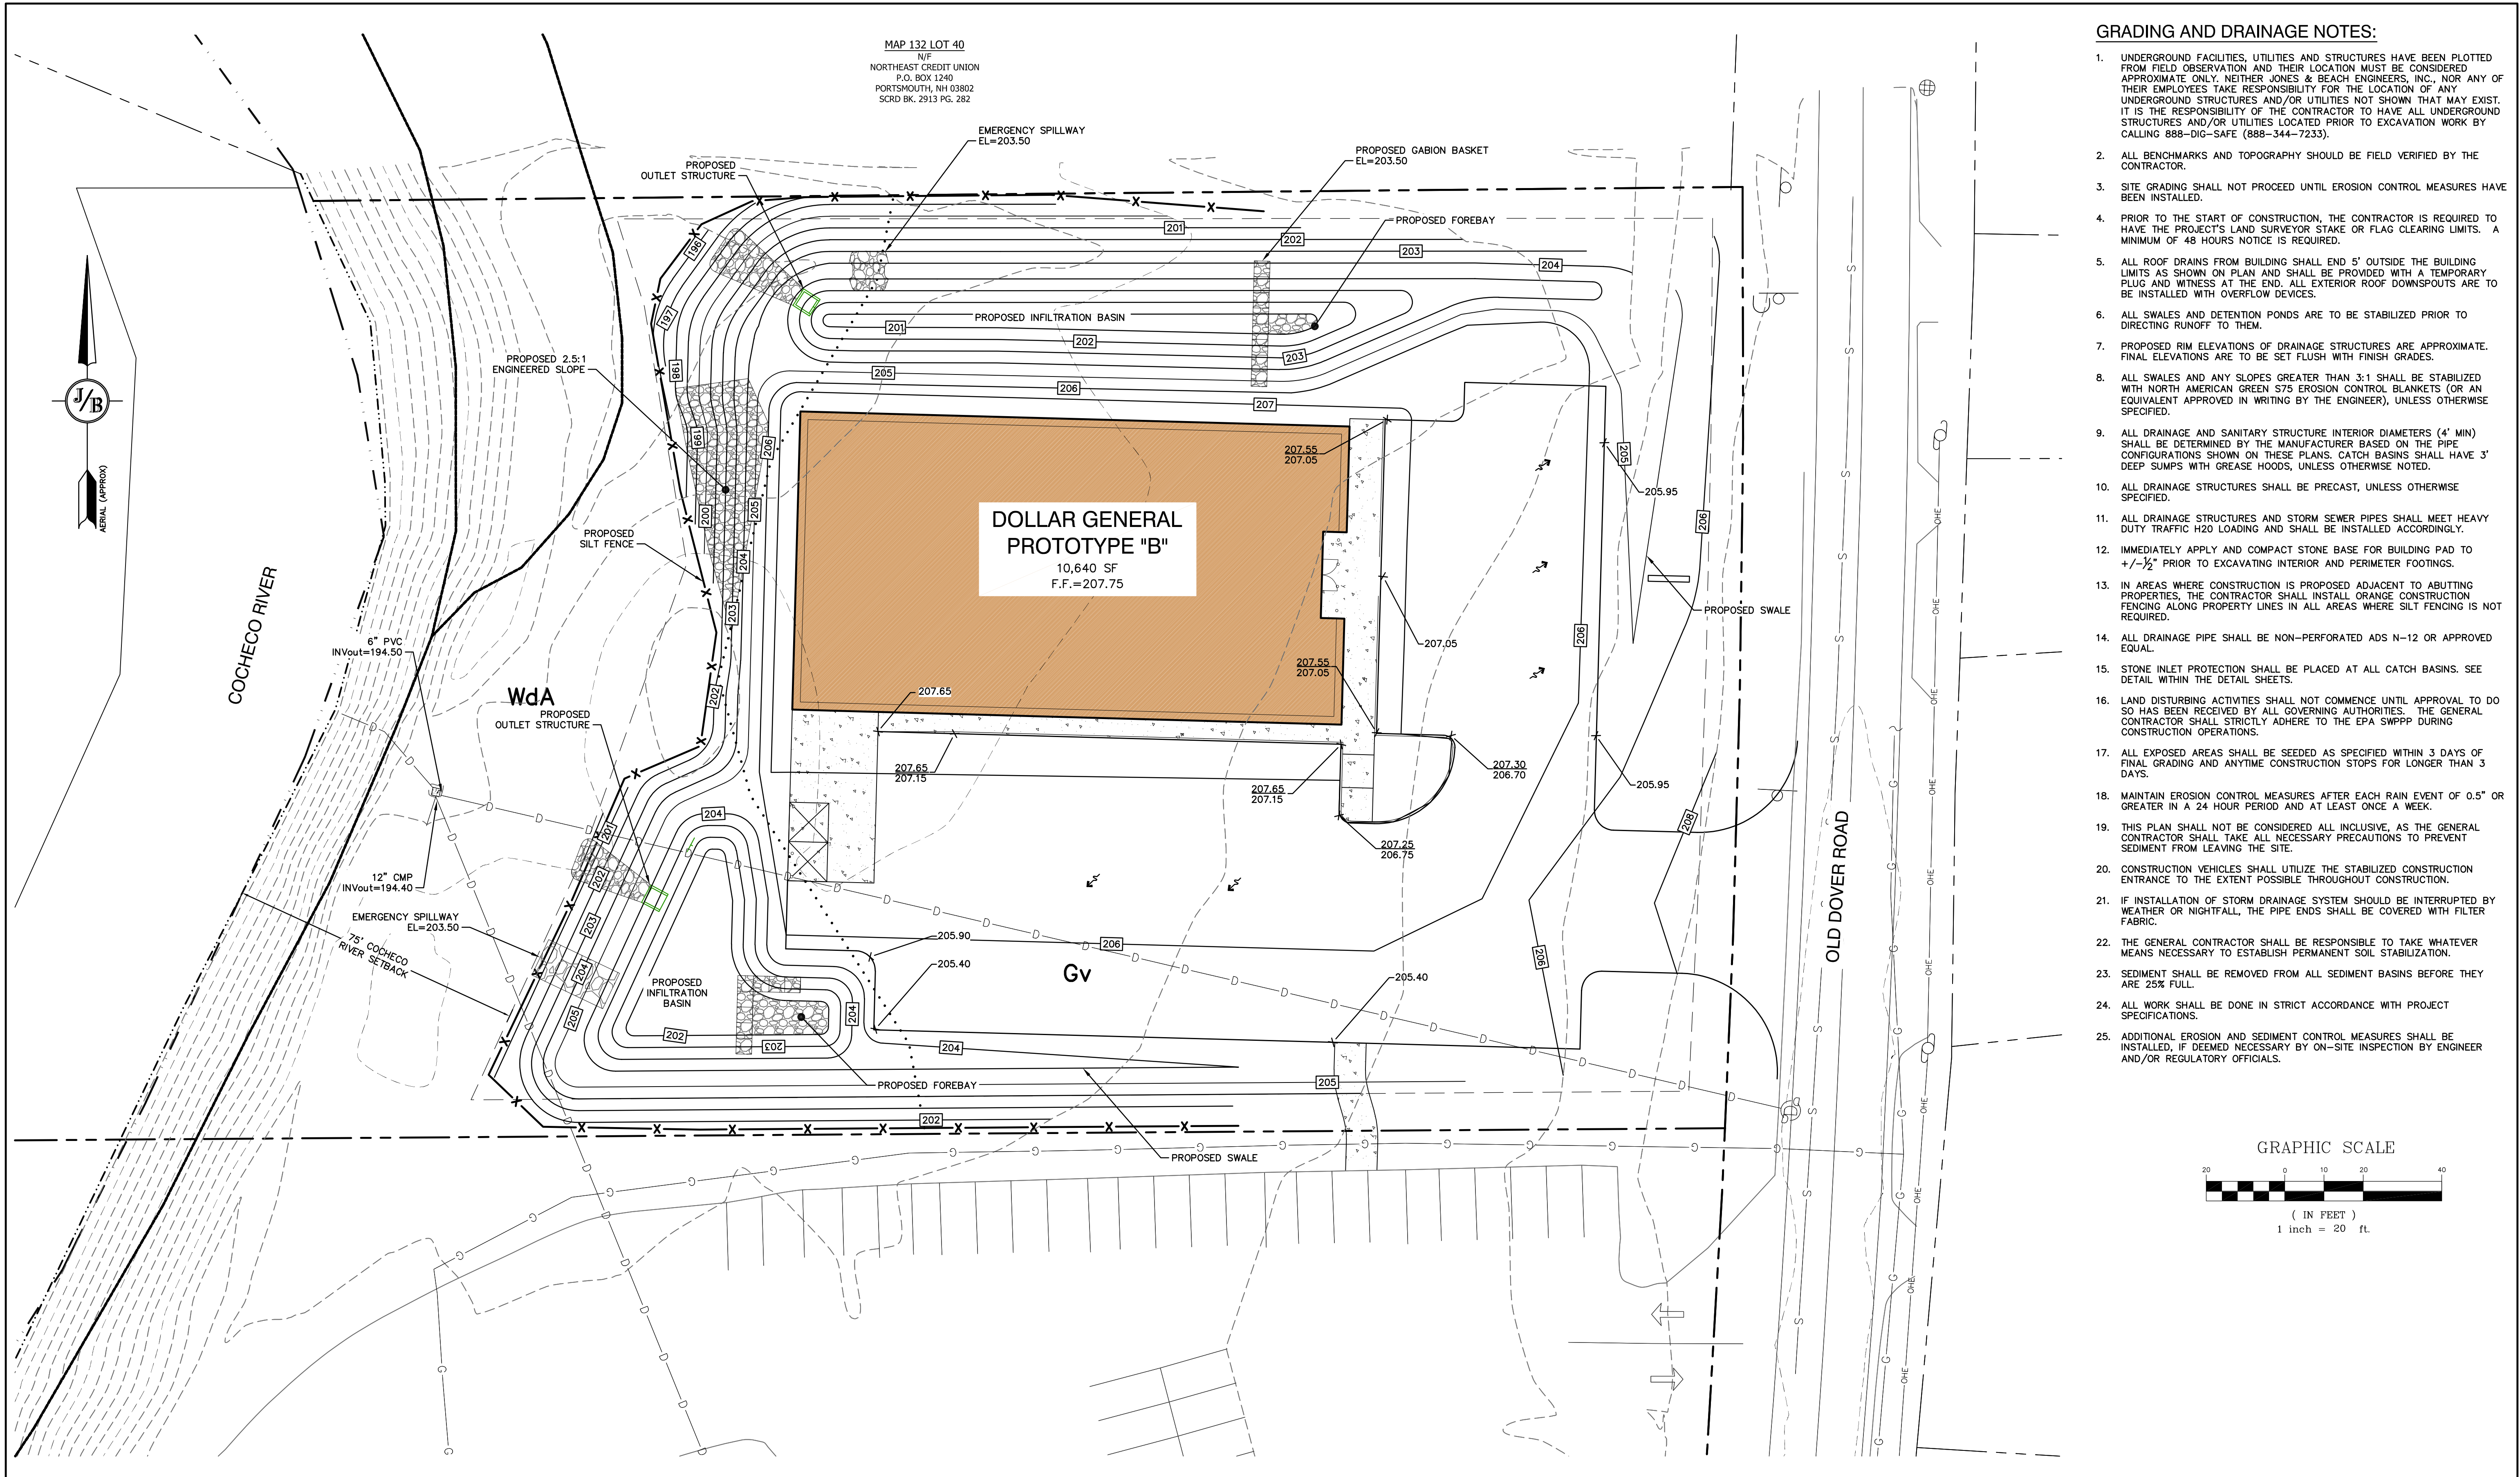 MAP 132 LOT 40
N/F
NORTHEAST CREDIT UNION
P.O. BOX 1240
PORTSMOUTH, NH 03802
SCRD BK. 2913 PG. 282
EMERGENCY SPILLWAY
EL=203.50
PROPOSED
OUTLET STRUCTURE
PROPOSED GABION BASKET
EL=203.50
PROPOSED FOREBAY
196
197
198
199
200
201
202
203
204
201
PROPOSED INFILTRATION BASIN
202
203
205
206
207
PROPOSED 2.5:1
ENGINEERED SLOPE
J/B
AERIAL (APPROX)
206
205
204
203
202
207.55
207.05
205
205.95
206
DOLLAR GENERAL
PROTOTYPE "B"
10,640 SF
F.F.=207.75
PROPOSED
SILT FENCE
PROPOSED SWALE
COCHECO RIVER
6" PVC
INVout=194.50
207.05
206
207.55
207.05
WdA
207.65
PROPOSED
OUTLET STRUCTURE
207.65
207.15
207.65
207.15
207.30
206.70
205.95
208
207.25
206.75
OLD DOVER ROAD
204
201
202
203
204
205
12" CMP
INVout=194.40
EMERGENCY SPILLWAY
EL=203.50
75' COCHECO
RIVER SETBACK
205.90
206
206
205.40
Gv
205.40
PROPOSED
INFILTRATION
BASIN
204
202
203
204
PROPOSED FOREBAY
205
202
PROPOSED SWALE
GRADING AND DRAINAGE NOTES:
1. UNDERGROUND FACILITIES, UTILITIES AND STRUCTURES HAVE BEEN PLOTTED
FROM FIELD OBSERVATION AND THEIR LOCATION MUST BE CONSIDERED
APPROXIMATE ONLY. NEITHER JONES & BEACH ENGINEERS, INC., NOR ANY OF
THEIR EMPLOYEES TAKE RESPONSIBILITY FOR THE LOCATION OF ANY
UNDERGROUND STRUCTURES AND/OR UTILITIES NOT SHOWN THAT MAY EXIST.
IT IS THE RESPONSIBILITY OF THE CONTRACTOR TO HAVE ALL UNDERGROUND
STRUCTURES AND/OR UTILITIES LOCATED PRIOR TO EXCAVATION WORK BY
CALLING 888-DIG-SAFE (888-344-7233).
2. ALL BENCHMARKS AND TOPOGRAPHY SHOULD BE FIELD VERIFIED BY THE
CONTRACTOR.
3. SITE GRADING SHALL NOT PROCEED UNTIL EROSION CONTROL MEASURES HAVE
BEEN INSTALLED.
4. PRIOR TO THE START OF CONSTRUCTION, THE CONTRACTOR IS REQUIRED TO
HAVE THE PROJECT'S LAND SURVEYOR STAKE OR FLAG CLEARING LIMITS. A
MINIMUM OF 48 HOURS NOTICE IS REQUIRED.
5. ALL ROOF DRAINS FROM BUILDING SHALL END 5' OUTSIDE THE BUILDING
LIMITS AS SHOWN ON PLAN AND SHALL BE PROVIDED WITH A TEMPORARY
PLUG AND WITNESS AT THE END. ALL EXTERIOR ROOF DOWNSPOUTS ARE TO
BE INSTALLED WITH OVERFLOW DEVICES.
6. ALL SWALES AND DETENTION PONDS ARE TO BE STABILIZED PRIOR TO
DIRECTING RUNOFF TO THEM.
7. PROPOSED RIM ELEVATIONS OF DRAINAGE STRUCTURES ARE APPROXIMATE.
FINAL ELEVATIONS ARE TO BE SET FLUSH WITH FINISH GRADES.
8. ALL SWALES AND ANY SLOPES GREATER THAN 3:1 SHALL BE STABILIZED
WITH NORTH AMERICAN GREEN S75 EROSION CONTROL BLANKETS (OR AN
EQUIVALENT APPROVED IN WRITING BY THE ENGINEER), UNLESS OTHERWISE
SPECIFIED.
9. ALL DRAINAGE AND SANITARY STRUCTURE INTERIOR DIAMETERS (4' MIN)
SHALL BE DETERMINED BY THE MANUFACTURER BASED ON THE PIPE
CONFIGURATIONS SHOWN ON THESE PLANS. CATCH BASINS SHALL HAVE 3'
DEEP SUMPS WITH GREASE HOODS, UNLESS OTHERWISE NOTED.
10. ALL DRAINAGE STRUCTURES SHALL BE PRECAST, UNLESS OTHERWISE
SPECIFIED.
11. ALL DRAINAGE STRUCTURES AND STORM SEWER PIPES SHALL MEET HEAVY
DUTY TRAFFIC H20 LOADING AND SHALL BE INSTALLED ACCORDINGLY.
12. IMMEDIATELY APPLY AND COMPACT STONE BASE FOR BUILDING PAD TO
+/-½" PRIOR TO EXCAVATING INTERIOR AND PERIMETER FOOTINGS.
13. IN AREAS WHERE CONSTRUCTION IS PROPOSED ADJACENT TO ABUTTING
PROPERTIES, THE CONTRACTOR SHALL INSTALL ORANGE CONSTRUCTION
FENCING ALONG PROPERTY LINES IN ALL AREAS WHERE SILT FENCING IS NOT
REQUIRED.
14. ALL DRAINAGE PIPE SHALL BE NON-PERFORATED ADS N-12 OR APPROVED
EQUAL.
15. STONE INLET PROTECTION SHALL BE PLACED AT ALL CATCH BASINS. SEE
DETAIL WITHIN THE DETAIL SHEETS.
16. LAND DISTURBING ACTIVITIES SHALL NOT COMMENCE UNTIL APPROVAL TO DO
SO HAS BEEN RECEIVED BY ALL GOVERNING AUTHORITIES. THE GENERAL
CONTRACTOR SHALL STRICTLY ADHERE TO THE EPA SWPPP DURING
CONSTRUCTION OPERATIONS.
17. ALL EXPOSED AREAS SHALL BE SEEDED AS SPECIFIED WITHIN 3 DAYS OF
FINAL GRADING AND ANYTIME CONSTRUCTION STOPS FOR LONGER THAN 3
DAYS.
18. MAINTAIN EROSION CONTROL MEASURES AFTER EACH RAIN EVENT OF 0.5" OR
GREATER IN A 24 HOUR PERIOD AND AT LEAST ONCE A WEEK.
19. THIS PLAN SHALL NOT BE CONSIDERED ALL INCLUSIVE, AS THE GENERAL
CONTRACTOR SHALL TAKE ALL NECESSARY PRECAUTIONS TO PREVENT
SEDIMENT FROM LEAVING THE SITE.
20. CONSTRUCTION VEHICLES SHALL UTILIZE THE STABILIZED CONSTRUCTION
ENTRANCE TO THE EXTENT POSSIBLE THROUGHOUT CONSTRUCTION.
21. IF INSTALLATION OF STORM DRAINAGE SYSTEM SHOULD BE INTERRUPTED BY
WEATHER OR NIGHTFALL, THE PIPE ENDS SHALL BE COVERED WITH FILTER
FABRIC.
22. THE GENERAL CONTRACTOR SHALL BE RESPONSIBLE TO TAKE WHATEVER
MEANS NECESSARY TO ESTABLISH PERMANENT SOIL STABILIZATION.
23. SEDIMENT SHALL BE REMOVED FROM ALL SEDIMENT BASINS BEFORE THEY
ARE 25% FULL.
24. ALL WORK SHALL BE DONE IN STRICT ACCORDANCE WITH PROJECT
SPECIFICATIONS.
25. ADDITIONAL EROSION AND SEDIMENT CONTROL MEASURES SHALL BE
INSTALLED, IF DEEMED NECESSARY BY ON-SITE INSPECTION BY ENGINEER
AND/OR REGULATORY OFFICIALS.
GRAPHIC SCALE
20 0 10 20 40
( IN FEET )
1 inch = 20 ft.